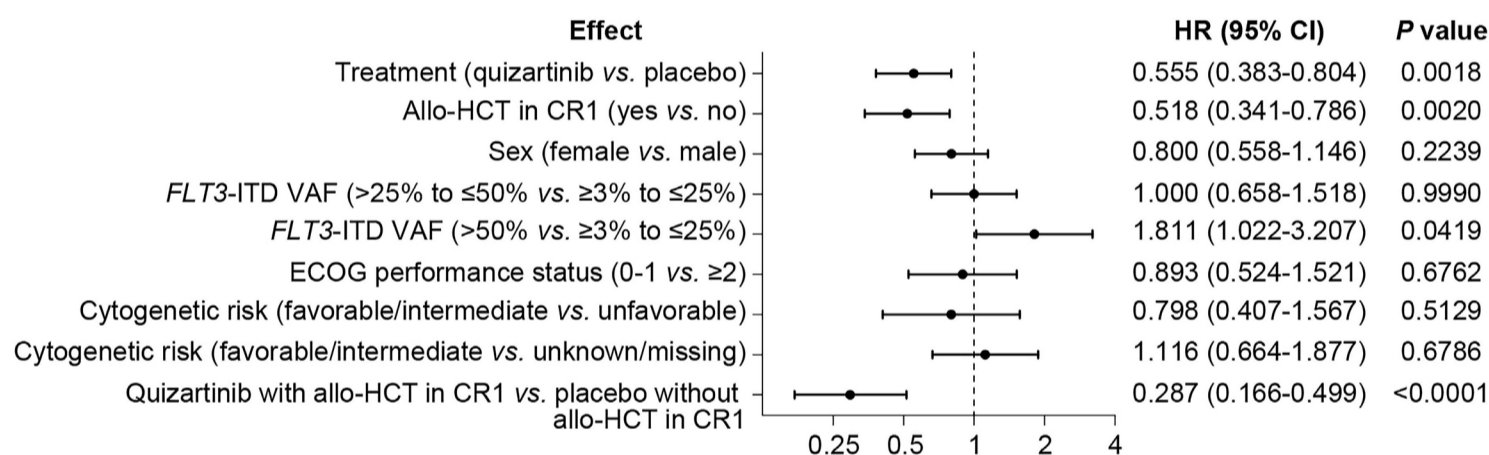 Effect HR (95% CI) P value
Treatment (quizartinib vs. placebo) 0.555 (0.383-0.804) 0.0018
Allo-HCT in CR1 (yes vs. no) 0.518 (0.341-0.786) 0.0020
Sex (female vs. male) 0.800 (0.558-1.146) 0.2239
FLT3-ITD VAF (>25% to ≤50% vs. ≥3% to ≤25%) 1.000 (0.658-1.518) 0.9990
FLT3-ITD VAF (>50% vs. ≥3% to ≤25%) 1.811 (1.022-3.207) 0.0419
ECOG performance status (0-1 vs. ≥2) 0.893 (0.524-1.521) 0.6762
Cytogenetic risk (favorable/intermediate vs. unfavorable) 0.798 (0.407-1.567) 0.5129
Cytogenetic risk (favorable/intermediate vs. unknown/missing) 1.116 (0.664-1.877) 0.6786
Quizartinib with allo-HCT in CR1 vs. placebo without 0.287 (0.166-0.499) <0.0001
allo-HCT in CR1
0.25 0.5 1 2 4